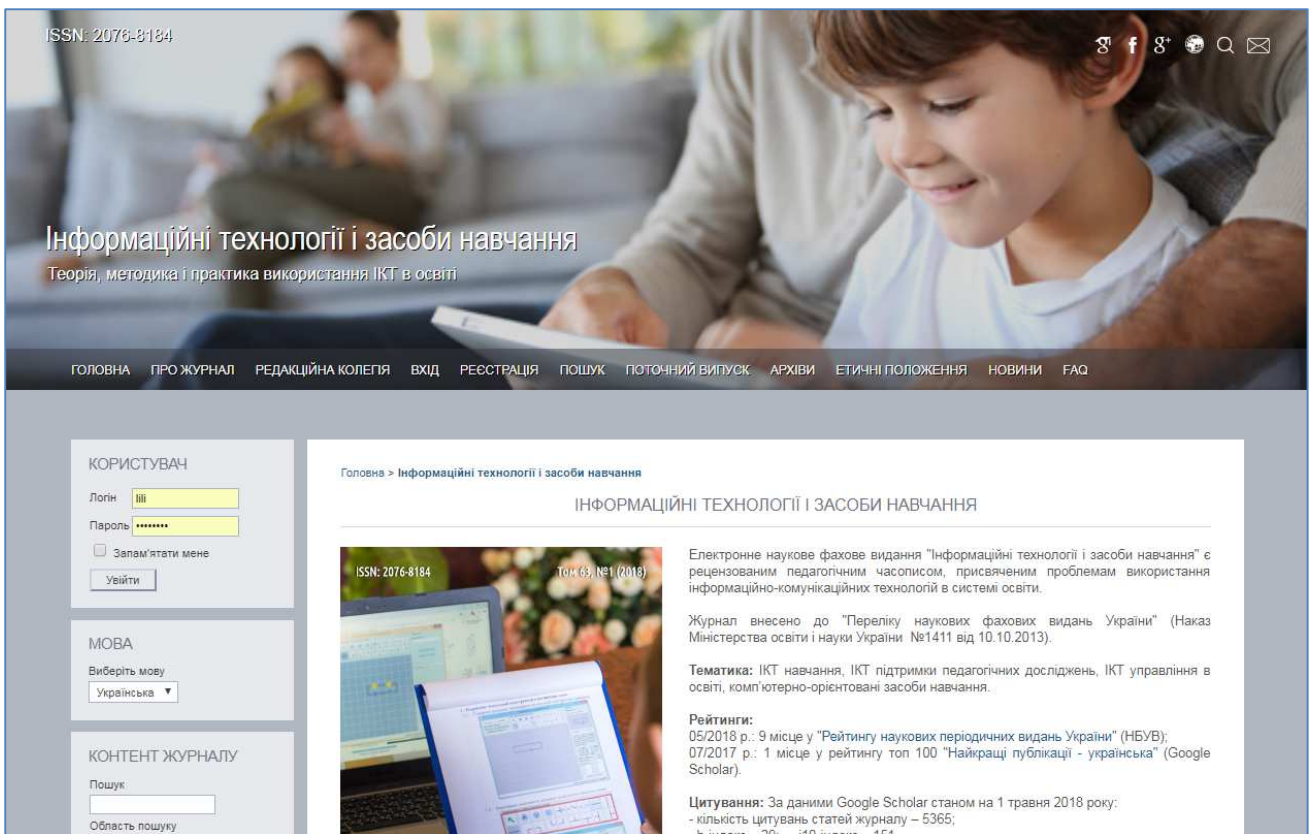 ISSN: 2076-8184
Інформаційні технології і засоби навчання
Теорія, методика і практика використання ІКТ в освіті
ГОЛОВНА ПРО ЖУРНАЛ РЕДАКЦІЙНА КОЛЕГІЯ ВХІД РЕЄСТРАЦІЯ ПОШУК ПОТОЧНИЙ ВИПУСК АРХІВИ ЕТИЧНІ ПОЛОЖЕННЯ НОВИНИ FAQ
КОРИСТУВАЧ
Логін lili
Пароль ••••••••
Запам'ятати мене
Увійти
МОВА
Виберіть мову
Українська
КОНТЕНТ ЖУРНАЛУ
Пошук
Область пошуку
Головна > Інформаційні технології і засоби навчання
ІНФОРМАЦІЙНІ ТЕХНОЛОГІЇ І ЗАСОБИ НАВЧАННЯ
ISSN: 2076-8184 Том 63, №1 (2018)
Електронне наукове фахове видання "Інформаційні технології і засоби навчання" є
рецензованим педагогічним часописом, присвяченим проблемам використання
інформаційно-комунікаційних технологій в системі освіти.
Журнал внесено до "Переліку наукових фахових видань України" (Наказ
Міністерства освіти і науки України №1411 від 10.10.2013).
Тематика: ІКТ навчання, ІКТ підтримки педагогічних досліджень, ІКТ управління в
освіті, комп'ютерно-орієнтовані засоби навчання.
Рейтинги:
05/2018 р.: 9 місце у "Рейтингу наукових періодичних видань України" (НБУВ);
07/2017 р.: 1 місце у рейтингу топ 100 "Найкращі публікації - українська" (Google
Scholar).
Цитування: За даними Google Scholar станом на 1 травня 2018 року:
- кількість цитувань статей журналу – 5365;